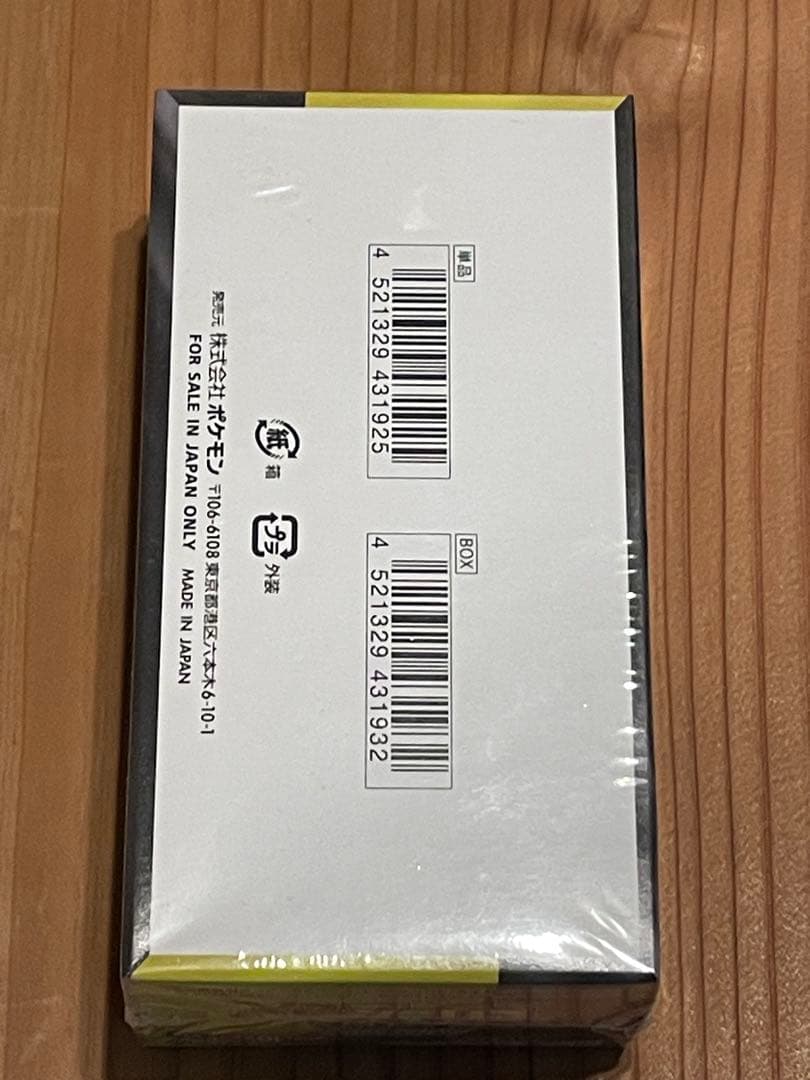 単品
4 521329 431925
BOX
4 521329 431932
紙 箱
プラ 外装
発売元 株式会社 ポケモン 〒106-6108 東京都港区六本木6-10-1
FOR SALE IN JAPAN ONLY MADE IN JAPAN